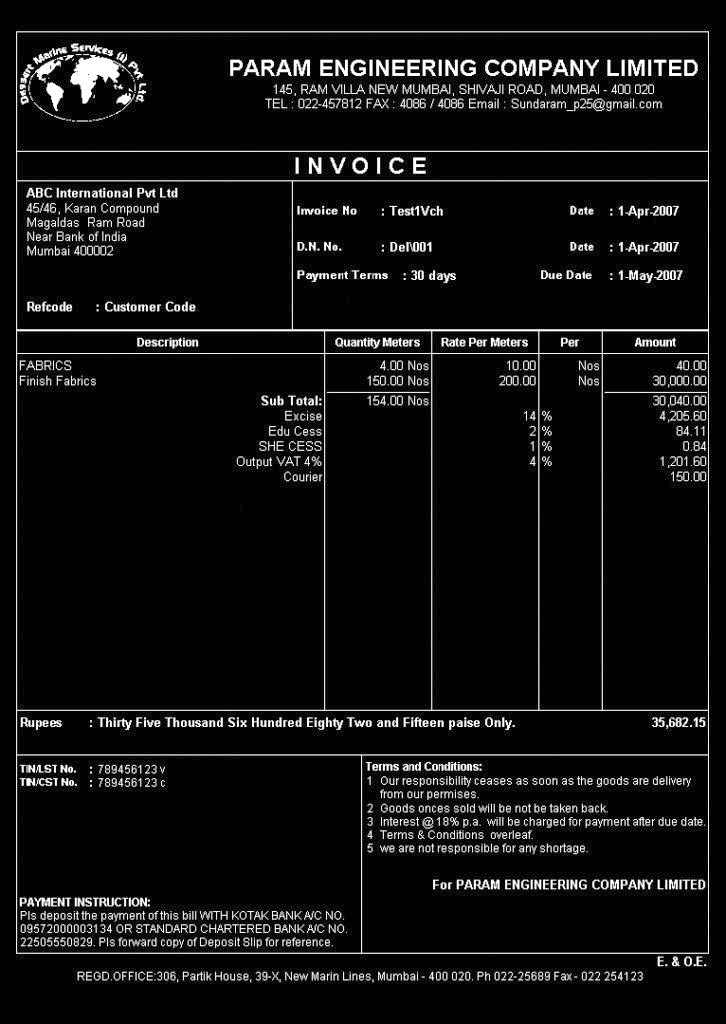 Dessert Marine Services (I) Pvt Ltd
PARAM ENGINEERING COMPANY LIMITED
145, RAM VILLA NEW MUMBAI, SHIVAJI ROAD, MUMBAI - 400 020
TEL : 022-457812 FAX : 4086 / 4086 Email : Sundaram_p25@gmail.com
INVOICE
ABC International Pvt Ltd
45/46, Karan Compound
Magaldas Ram Road
Near Bank of India
Mumbai 400002
Refcode : Customer Code
Invoice No : Test1Vch Date : 1-Apr-2007
D.N. No. : Del\001 Date : 1-Apr-2007
Payment Terms : 30 days Due Date : 1-May-2007
Description Quantity Meters Rate Per Meters Per Amount
FABRICS 4.00 Nos 10.00 Nos 40.00
Finish Fabrics 150.00 Nos 200.00 Nos 30,000.00
Sub Total: 154.00 Nos 30,040.00
Excise 14 % 4,205.60
Edu Cess 2 % 84.11
SHE CESS 1 % 0.84
Output VAT 4% 4 % 1,201.60
Courier 150.00
Rupees : Thirty Five Thousand Six Hundred Eighty Two and Fifteen paise Only. 35,682.15
TIN/LST No. : 789456123 v
TIN/CST No. : 789456123 c
PAYMENT INSTRUCTION:
Pls deposit the payment of this bill WITH KOTAK BANK A/C NO.
09572000003134 OR STANDARD CHARTERED BANK A/C NO.
22505550829. Pls forward copy of Deposit Slip for reference.
Terms and Conditions:
1 Our responsibility ceases as soon as the goods are delivery
from our permises.
2 Goods onces sold will be not be taken back.
3 Interest @ 18% p.a. will be charged for payment after due date.
4 Terms & Conditions overleaf.
5 we are not responsible for any shortage.
For PARAM ENGINEERING COMPANY LIMITED
E. & O.E.
REGD.OFFICE:306, Partik House, 39-X, New Marin Lines, Mumbai - 400 020. Ph 022-25689 Fax - 022 254123